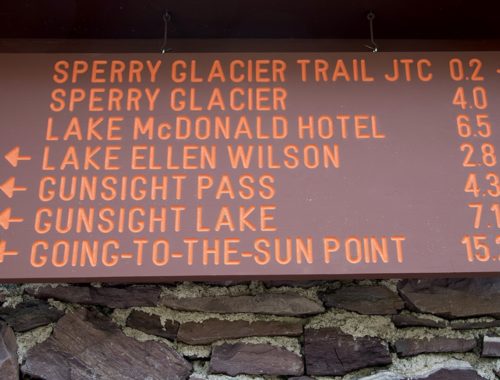 SPERRY GLACIER TRAIL JTC 0.2
SPERRY GLACIER 4.0
LAKE McDONALD HOTEL 6.5
← LAKE ELLEN WILSON 2.8
← GUNSIGHT PASS 4.3
← GUNSIGHT LAKE 7.1
← GOING-TO-THE-SUN POINT 15.